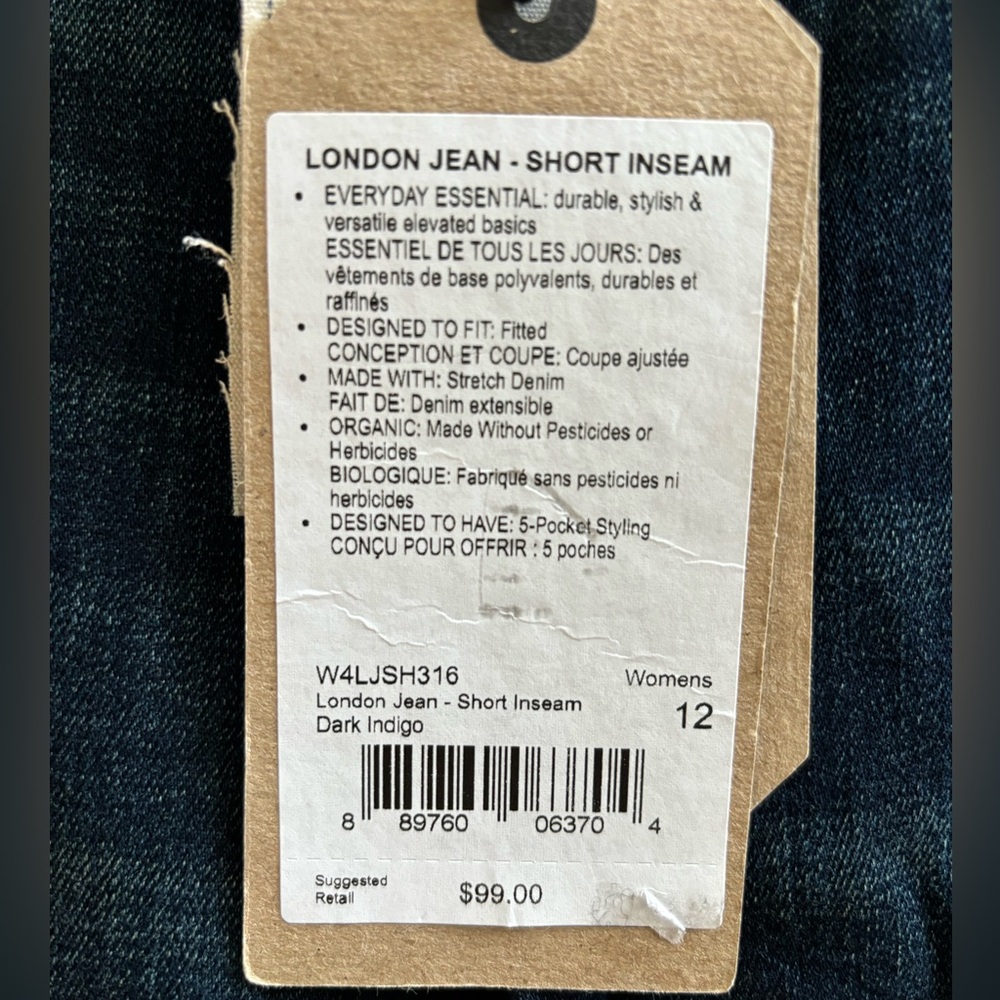 LONDON JEAN - SHORT INSEAM
• EVERYDAY ESSENTIAL: durable, stylish &
versatile elevated basics
ESSENTIEL DE TOUS LES JOURS: Des
vêtements de base polyvalents, durables et
raffinés
• DESIGNED TO FIT: Fitted
CONCEPTION ET COUPE: Coupe ajustée
• MADE WITH: Stretch Denim
FAIT DE: Denim extensible
• ORGANIC: Made Without Pesticides or
Herbicides
BIOLOGIQUE: Fabriqué sans pesticides ni
herbicides
• DESIGNED TO HAVE: 5-Pocket Styling
CONÇU POUR OFFRIR : 5 poches
W4LJSH316 Womens
London Jean - Short Inseam
Dark Indigo 12
8 89760 06370 4
Suggested
Retail $99.00